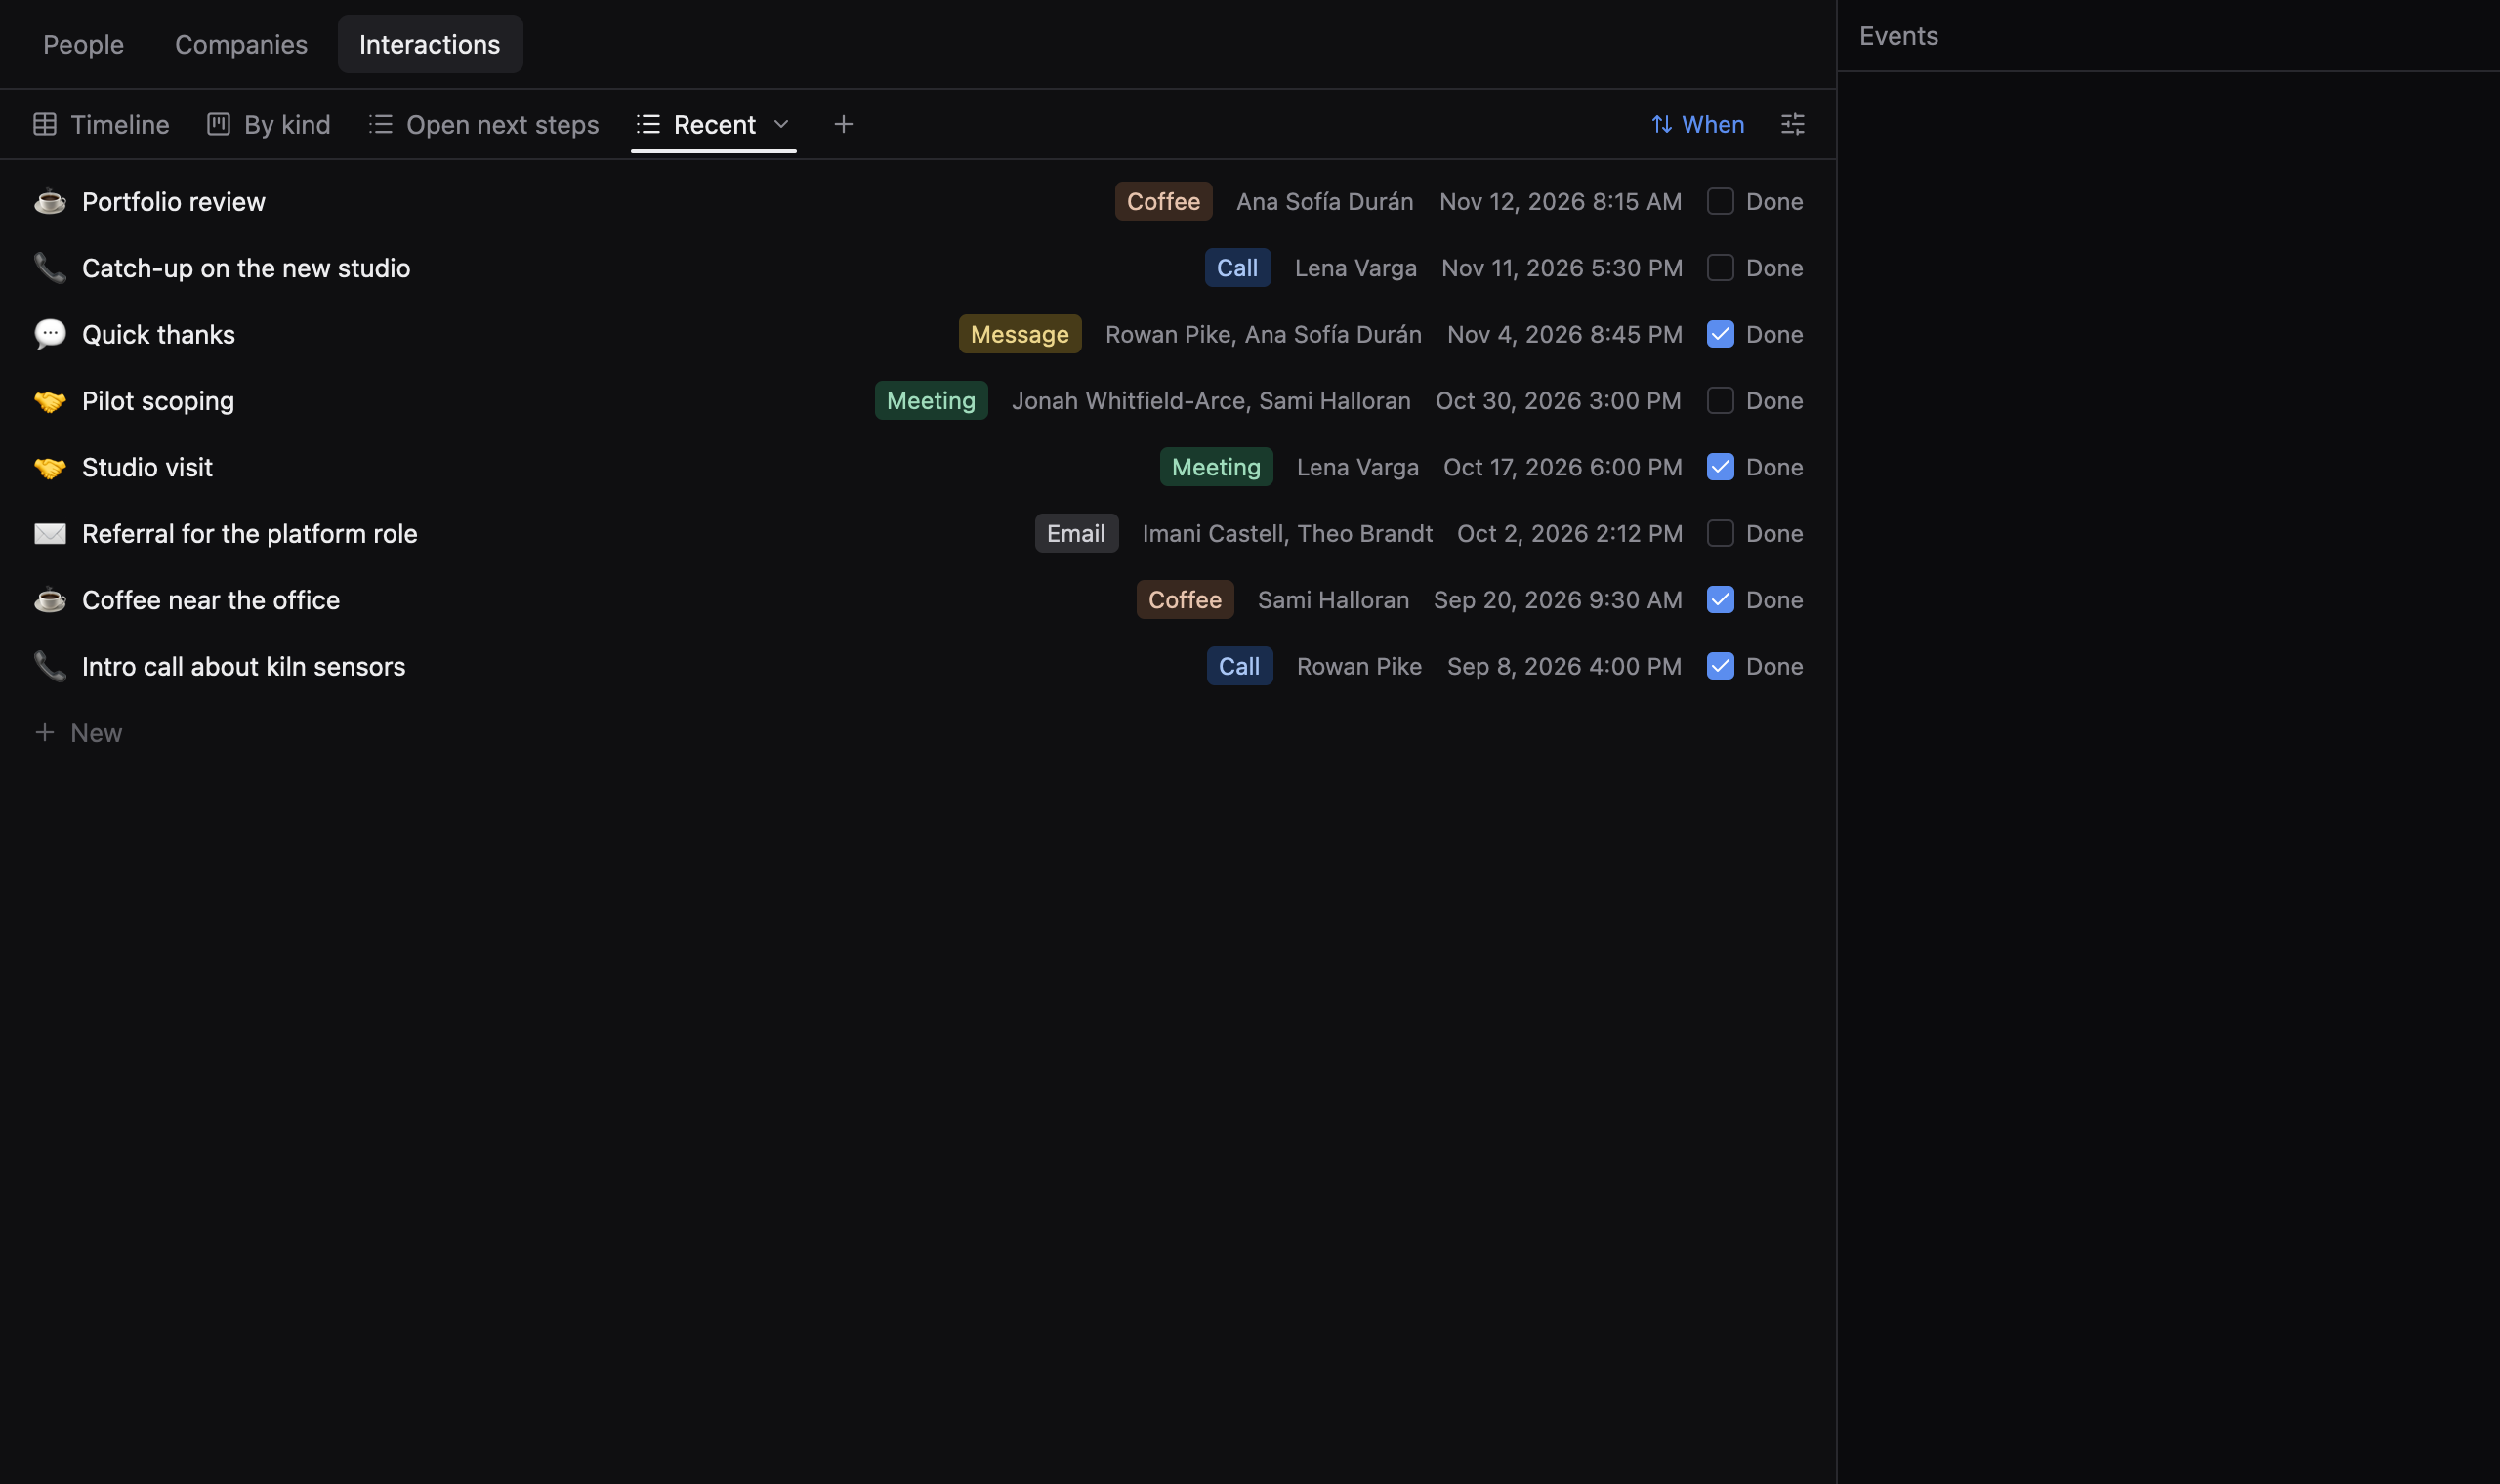 People Companies Interactions
Events
Timeline By kind Open next steps Recent When
Portfolio review Coffee Ana Sofía Durán Nov 12, 2026 8:15 AM Done
Catch-up on the new studio Call Lena Varga Nov 11, 2026 5:30 PM Done
Quick thanks Message Rowan Pike, Ana Sofía Durán Nov 4, 2026 8:45 PM Done
Pilot scoping Meeting Jonah Whitfield-Arce, Sami Halloran Oct 30, 2026 3:00 PM Done
Studio visit Meeting Lena Varga Oct 17, 2026 6:00 PM Done
Referral for the platform role Email Imani Castell, Theo Brandt Oct 2, 2026 2:12 PM Done
Coffee near the office Coffee Sami Halloran Sep 20, 2026 9:30 AM Done
Intro call about kiln sensors Call Rowan Pike Sep 8, 2026 4:00 PM Done
New